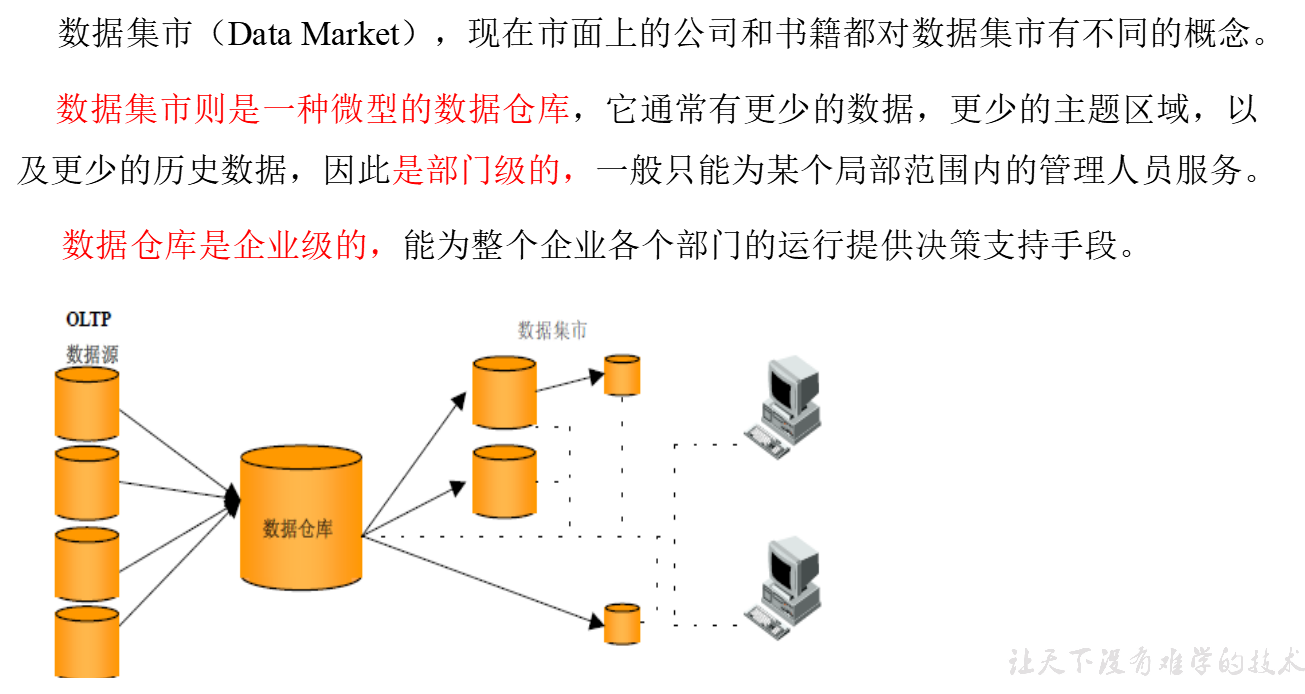 数据集市（Data Market），现在市面上的公司和书籍都对数据集市有不同的概念。
数据集市则是一种微型的数据仓库，它通常有更少的数据，更少的主题区域，以
及更少的历史数据，因此是部门级的，一般只能为某个局部范围内的管理人员服务。
数据仓库是企业级的，能为整个企业各个部门的运行提供决策支持手段。
OLTP
数据源
数据集市
数据仓库
让天下没有难学的技术